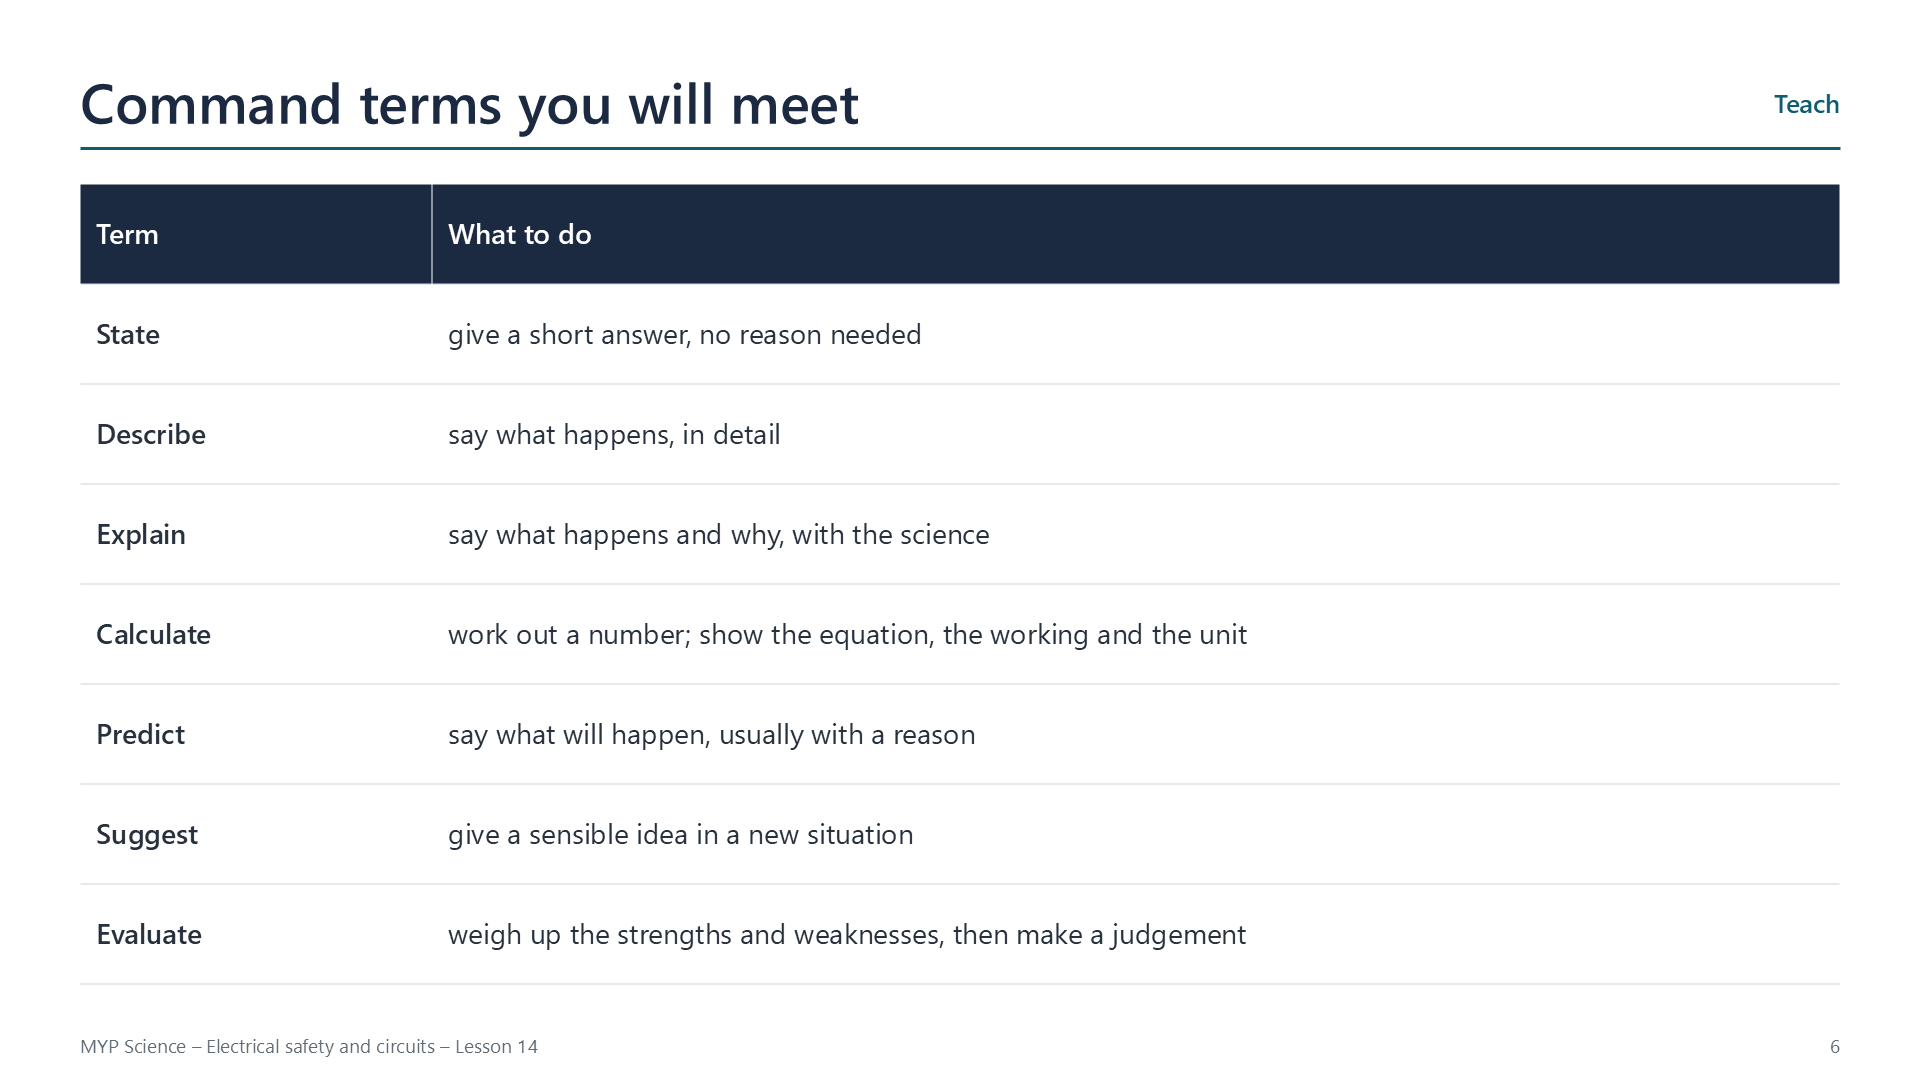 Command terms you will meet
Teach
Term What to do
State give a short answer, no reason needed
Describe say what happens, in detail
Explain say what happens and why, with the science
Calculate work out a number; show the equation, the working and the unit
Predict say what will happen, usually with a reason
Suggest give a sensible idea in a new situation
Evaluate weigh up the strengths and weaknesses, then make a judgement
MYP Science – Electrical safety and circuits – Lesson 14
6